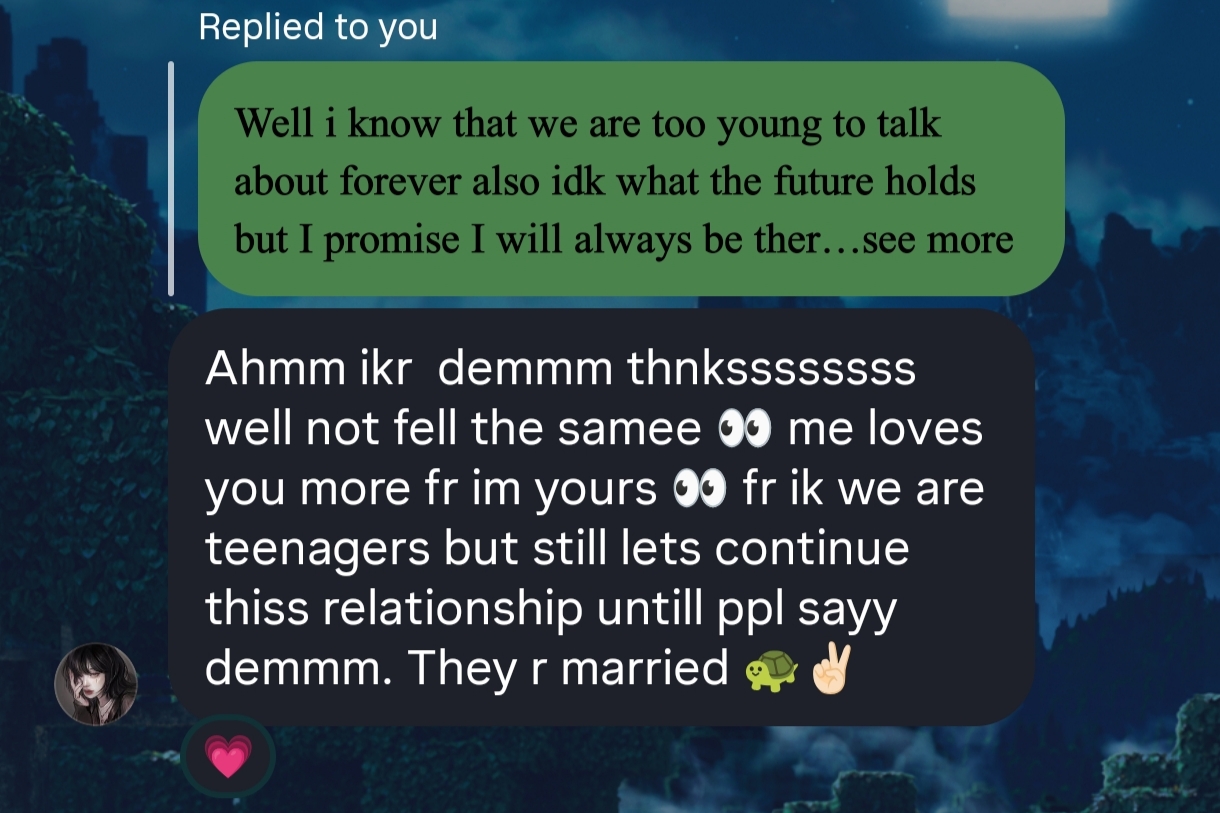 Replied to you
Well i know that we are too young to talk
about forever also idk what the future holds
but I promise I will always be ther...see more
Ahmm ikr  demmm thnkssssssss
well not fell the samee 👀 me loves
you more fr im yours 👀 fr ik we are
teenagers but still lets continue
thiss relationship untill ppl sayy
demmm. They r married 🐢✌🏻
💗